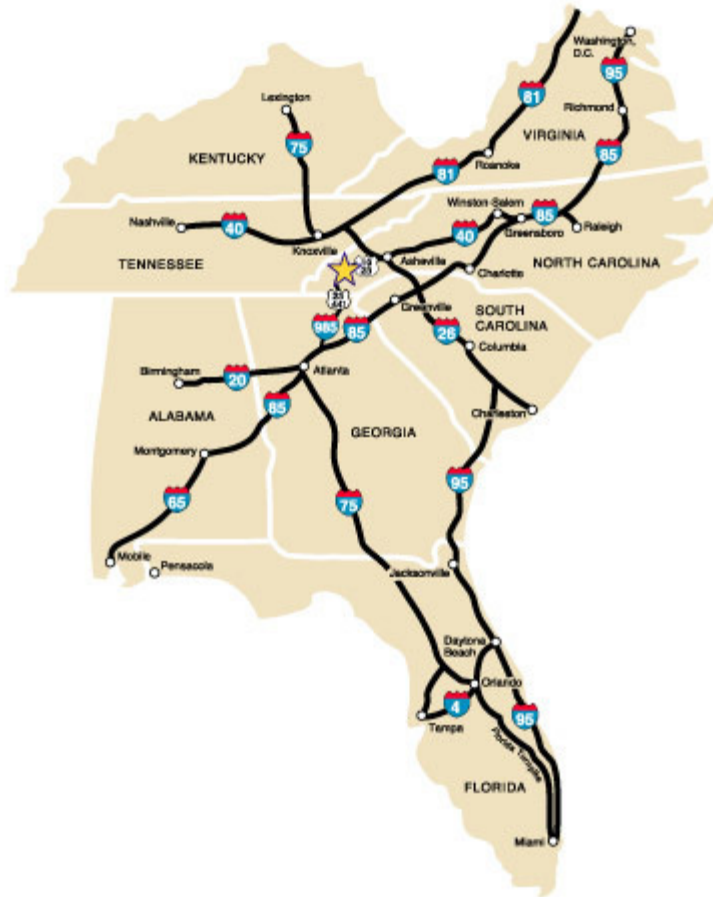 Washington,
D.C.
95
Lexington
81
Richmond
75
VIRGINIA
KENTUCKY
85
Roanoke
81
Winston-Salem
85
Nashville
40
Knoxville
40
Greensboro
Raleigh
TENNESSEE
Asheville
Charlotte
NORTH CAROLINA
441
Greenville
SOUTH
CAROLINA
985
85
26
Columbia
Birmingham
20
Atlanta
ALABAMA
85
GEORGIA
Charleston
Montgomery
65
75
95
Mobile
Pensacola
Jacksonville
Daytona
Beach
Orlando
4
95
Tampa
Florida Turnpike
FLORIDA
Miami